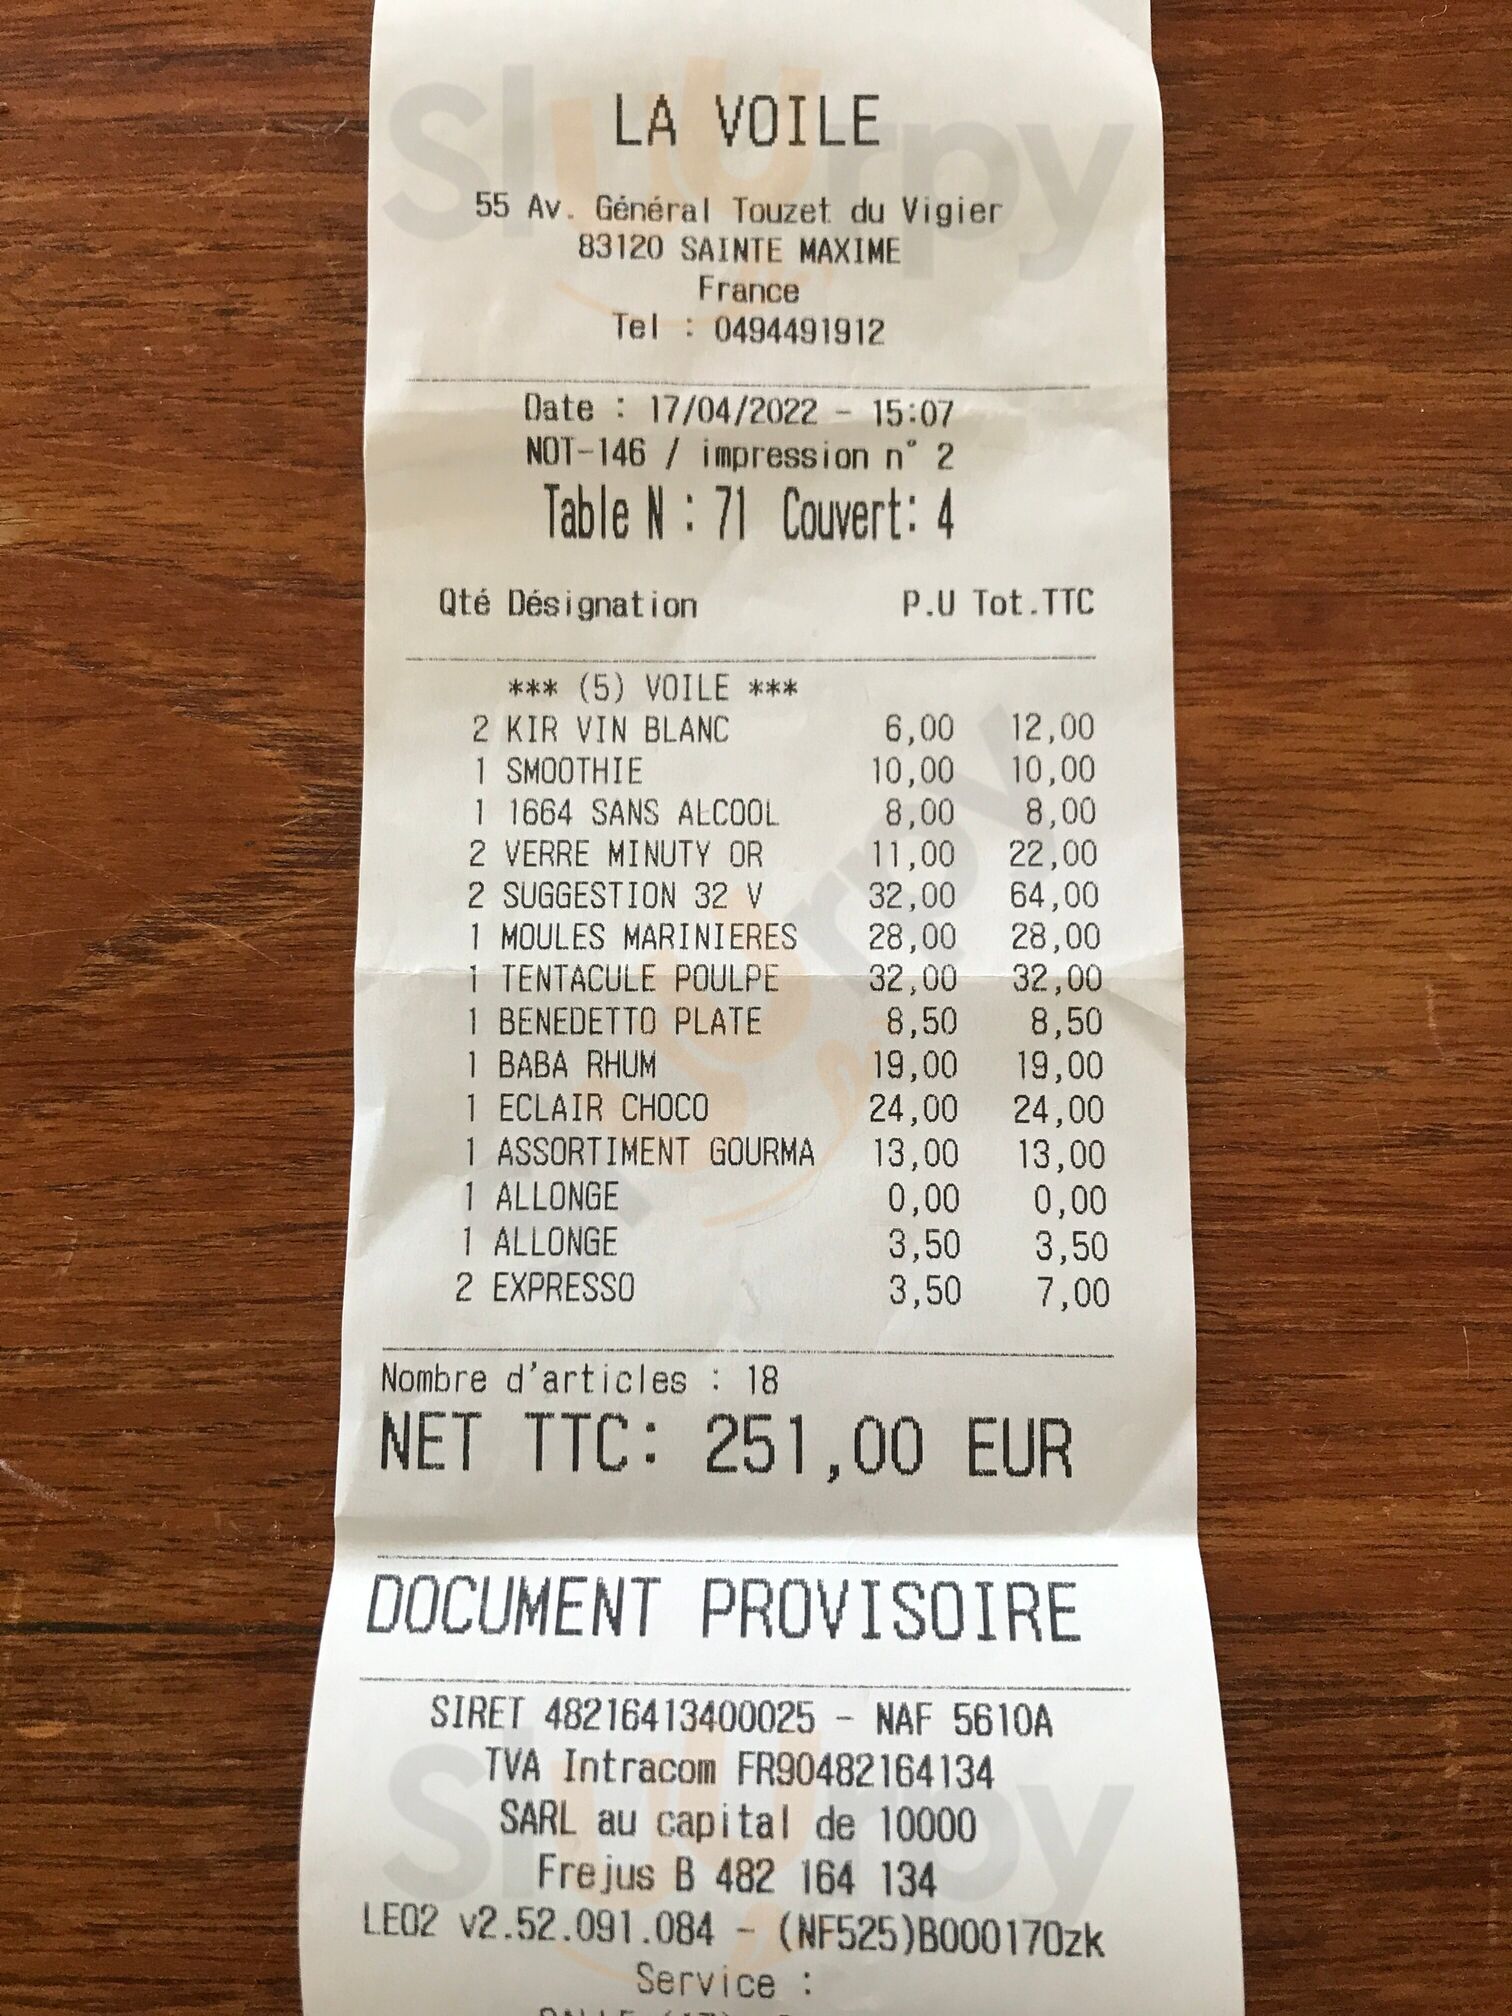 LA VOILE
55 Av. Général Touzet du Vigier
83120 SAINTE MAXIME
France
Tel : 0494491912
Date : 17/04/2022 - 15:07
NOT-146 / impression n° 2
Table N : 71 Couvert: 4
Qté Désignation P.U Tot.TTC
*** (5) VOILE ***
2 KIR VIN BLANC 6,00 12,00
1 SMOOTHIE 10,00 10,00
1 1664 SANS ALCOOL 8,00 8,00
2 VERRE MINUTY OR 11,00 22,00
2 SUGGESTION 32 V 32,00 64,00
1 MOULES MARINIERES 28,00 28,00
1 TENTACULE POULPE 32,00 32,00
1 BENEDETTO PLATE 8,50 8,50
1 BABA RHUM 19,00 19,00
1 ECLAIR CHOCO 24,00 24,00
1 ASSORTIMENT GOURMA 13,00 13,00
1 ALLONGE 0,00 0,00
1 ALLONGE 3,50 3,50
2 EXPRESSO 3,50 7,00
Nombre d'articles : 18
NET TTC: 251,00 EUR
DOCUMENT PROVISOIRE
SIRET 48216413400025 - NAF 5610A
TVA Intracom FR90482164134
SARL au capital de 10000
Frejus B 482 164 134
LEO2 v2.52.091.084 - (NF525)B000170zk
Service :
Sluurpy
Sluurpy
Sluurpy